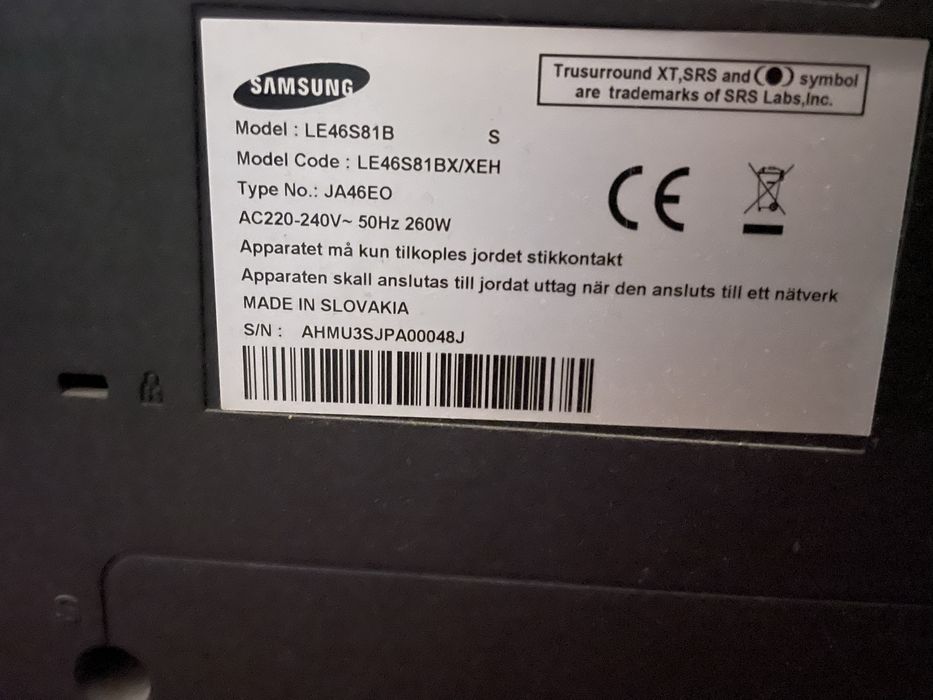 SAMSUNG
Trusurround XT,SRS and (●) symbol
are trademarks of SRS Labs,Inc.
Model : LE46S81B S
Model Code : LE46S81BX/XEH
Type No.: JA46EO
AC220-240V~ 50Hz 260W
Apparatet må kun tilkoples jordet stikkontakt
Apparaten skall anslutas till jordat uttag när den ansluts till ett nätverk
MADE IN SLOVAKIA
S/N : AHMU3SJPA00048J
CE
S